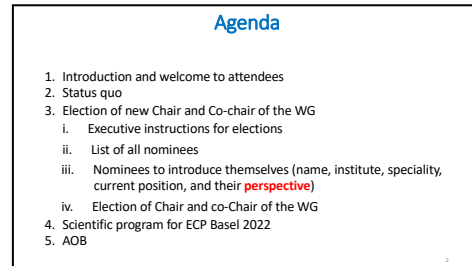 Agenda
1. Introduction and welcome to attendees
2. Status quo
3. Election of new Chair and Co-chair of the WG
i. Executive instructions for elections
ii. List of all nominees
iii. Nominees to introduce themselves (name, institute, speciality,
current position, and their perspective)
iv. Election of Chair and co-Chair of the WG
4. Scientific program for ECP Basel 2022
5. AOB
2